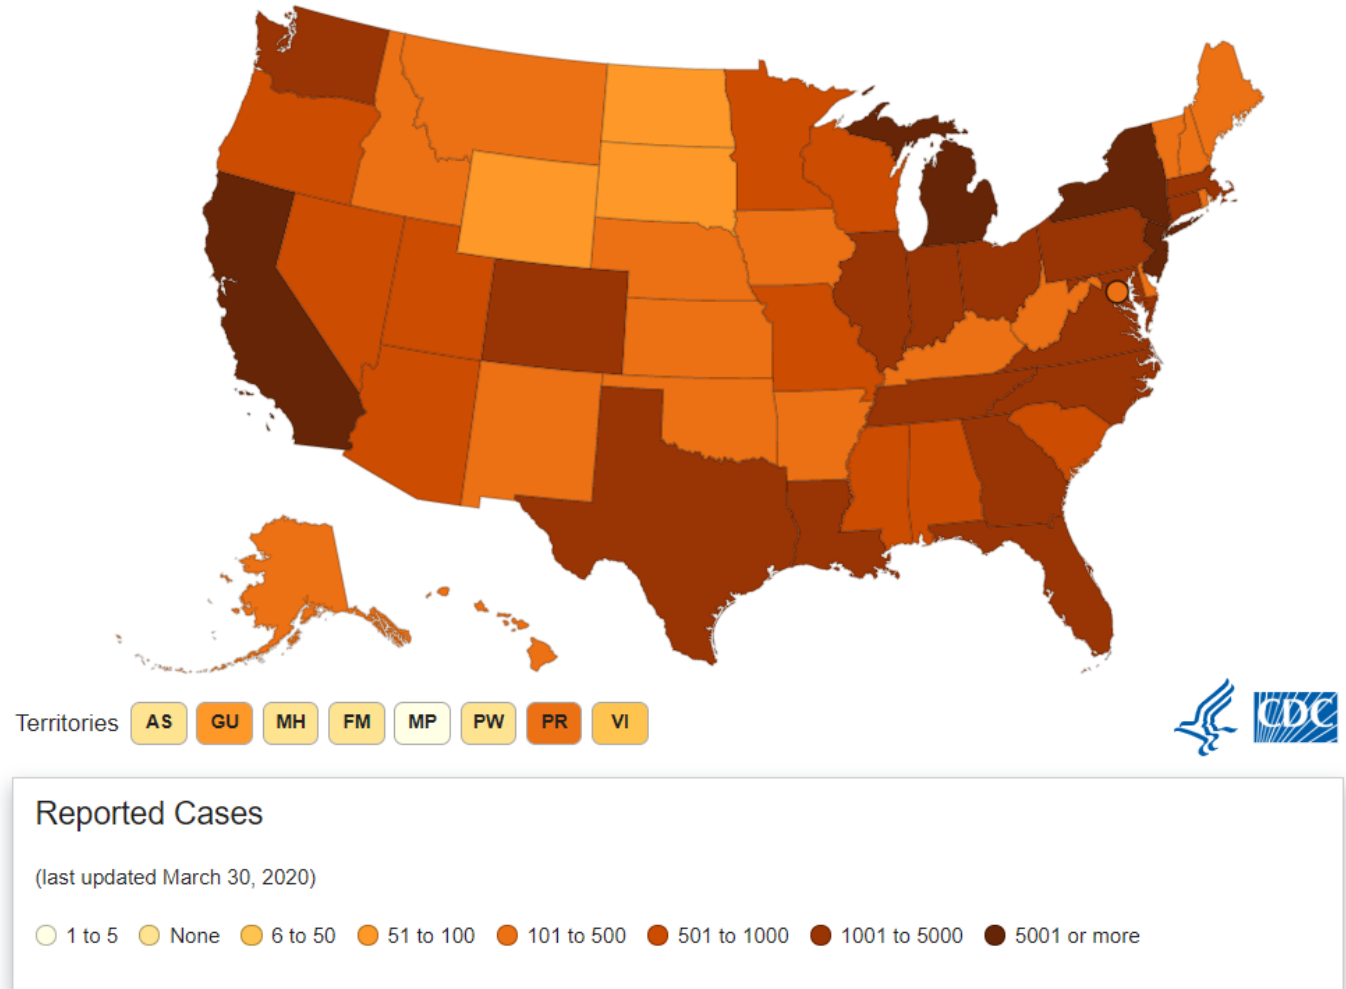 Territories AS GU MH FM MP PW PR VI
CDC
Reported Cases
(last updated March 30, 2020)
1 to 5 None 6 to 50 51 to 100 101 to 500 501 to 1000 1001 to 5000 5001 or more